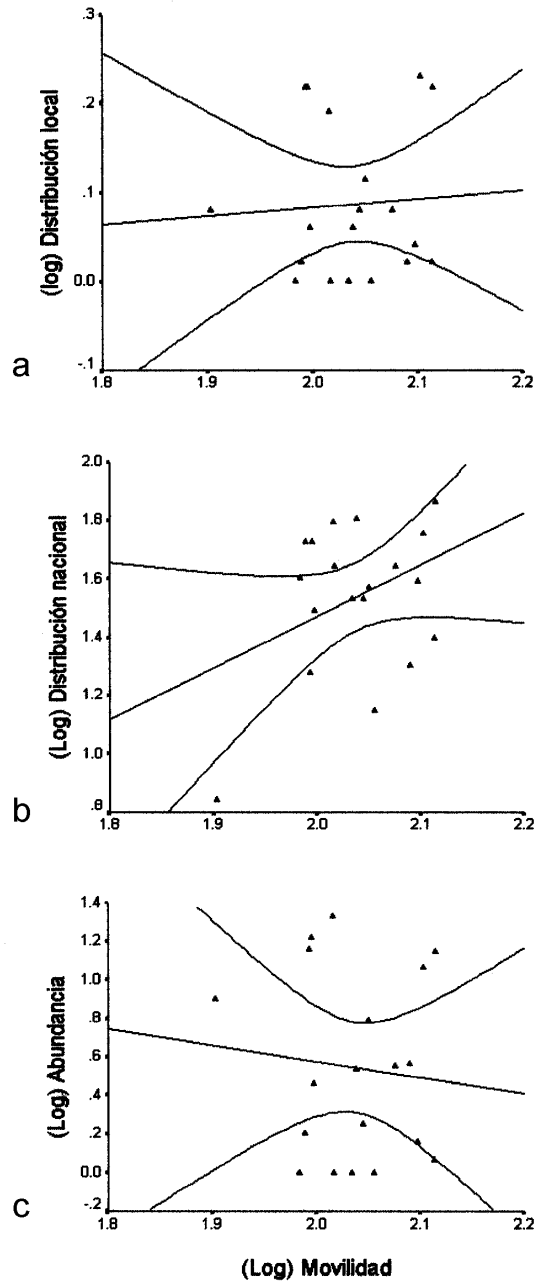 .3
.2
.1
0.0
-.1
(log) Distribución local
a
1.8 1.9 2.0 2.1 2.2
2.0
1.8
1.6
1.4
1.2
1.0
.8
(Log) Distribución nacional
b
1.8 1.9 2.0 2.1 2.2
1.4
1.2
1.0
.8
.6
.4
.2
0.0
-.2
(Log) Abundancia
c
1.8 1.9 2.0 2.1 2.2
(Log) Movilidad